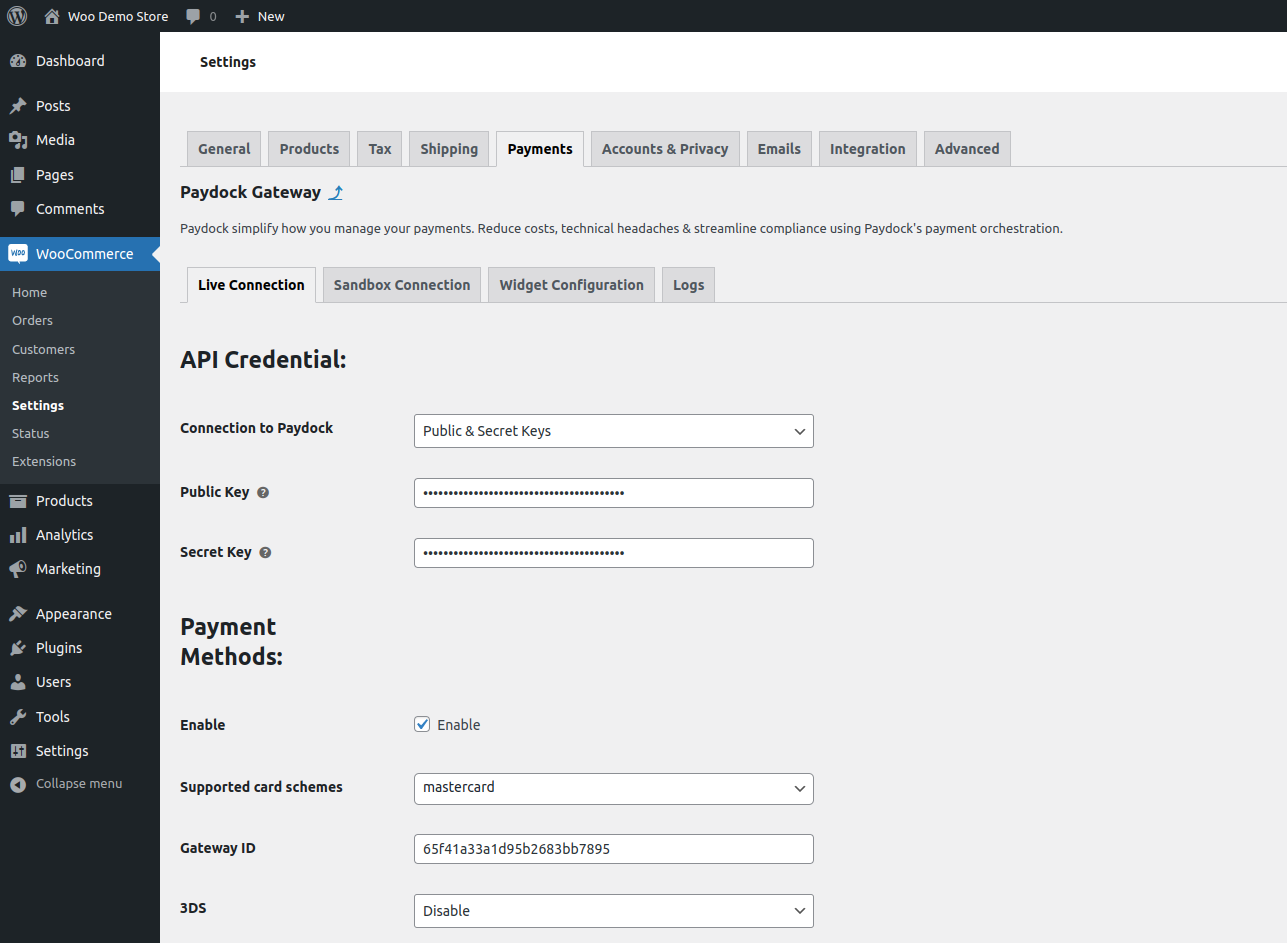 Woo Demo Store 0 New
Dashboard
Posts
Media
Pages
Comments
WOO WooCommerce
Home
Orders
Customers
Reports
Settings
Status
Extensions
Products
Analytics
Marketing
Appearance
Plugins
Users
Tools
Settings
Collapse menu
Settings
General Products Tax Shipping Payments Accounts & Privacy Emails Integration Advanced
Paydock Gateway ⤴
Paydock simplify how you manage your payments. Reduce costs, technical headaches & streamline compliance using Paydock's payment orchestration.
Live Connection Sandbox Connection Widget Configuration Logs
API Credential:
Connection to Paydock Public & Secret Keys
Public Key ? ••••••••••••••••••••••••••••••••••••••••
Secret Key ? ••••••••••••••••••••••••••••••••••••••••
Payment
Methods:
Enable Enable
Supported card schemes mastercard
Gateway ID 65f41a33a1d95b2683bb7895
3DS Disable